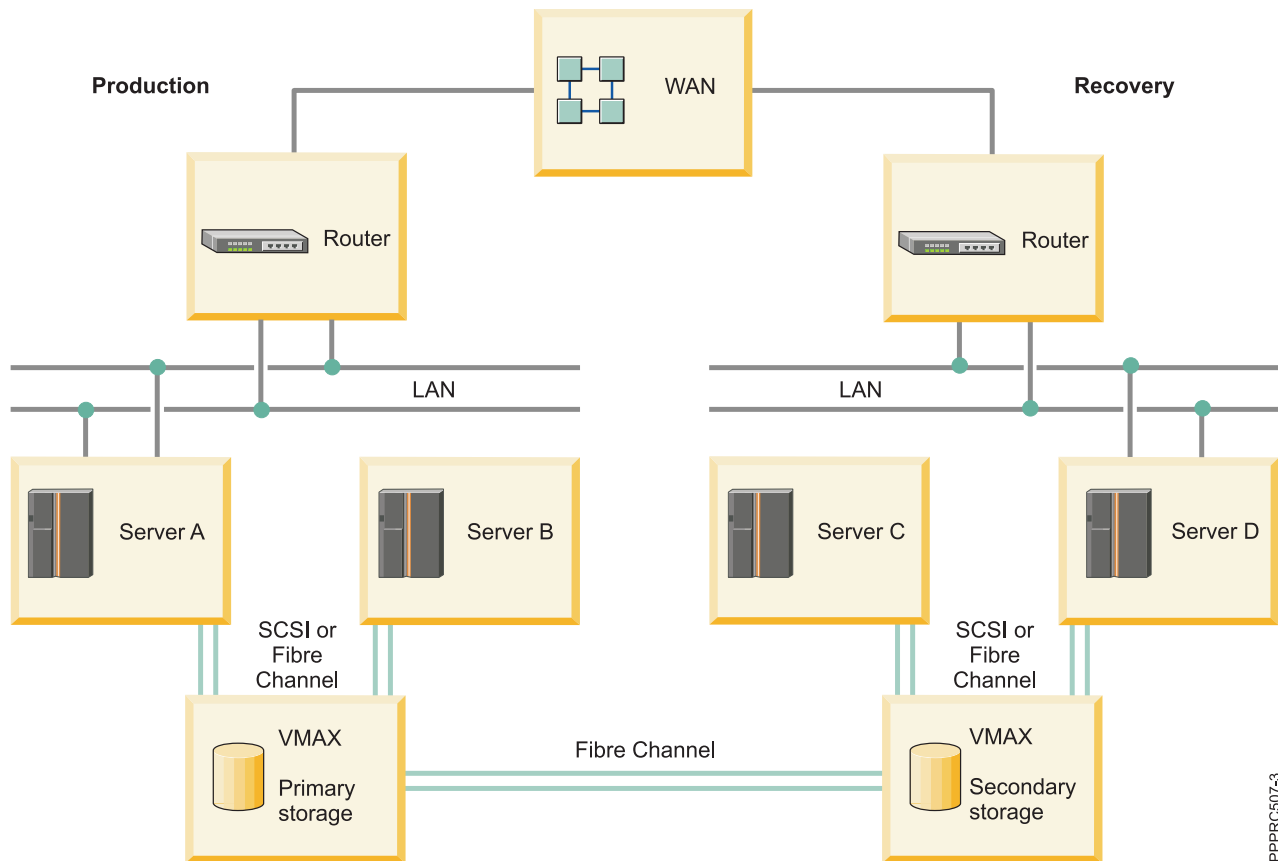 Production
WAN
Recovery
Router
Router
LAN
LAN
Server A
Server B
Server C
Server D
SCSI or
Fibre
Channel
SCSI or
Fibre
Channel
VMAX
Primary
storage
Fibre Channel
VMAX
Secondary
storage
PPPRC507-3